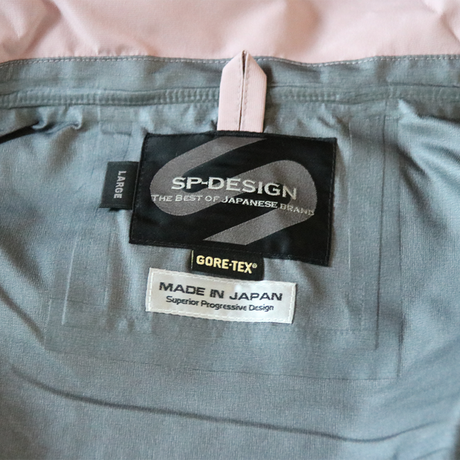 LARGE
SP-DESIGN
THE BEST OF JAPANESE BRAND
GORE-TEX®
MADE IN JAPAN
Superior Progressive Design